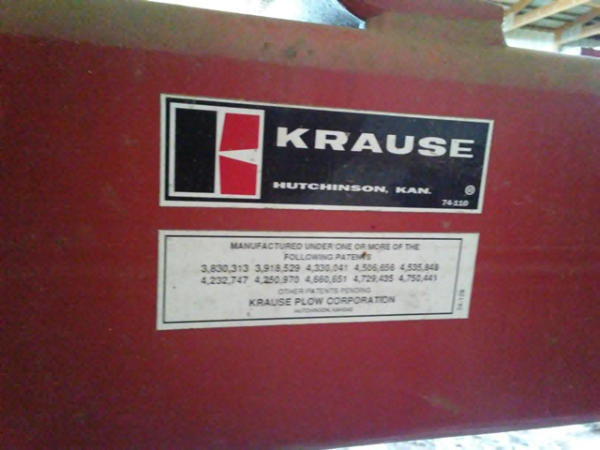 KRAUSE
HUTCHINSON, KAN. ®
74-110
MANUFACTURED UNDER ONE OR MORE OF THE
FOLLOWING PATENTS
3,830,313 3,918,529 4,330,041 4,506,656 4,535,848
4,232,747 4,250,970 4,660,651 4,729,435 4,750,441
OTHER PATENTS PENDING
KRAUSE PLOW CORPORATION
HUTCHINSON, KANSAS